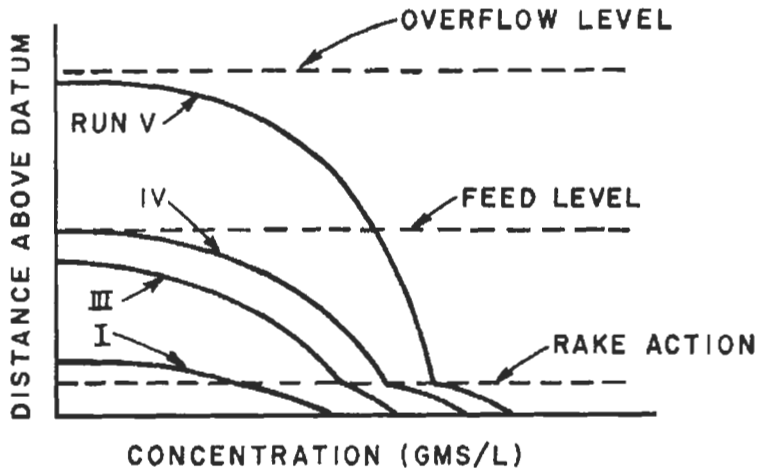 OVERFLOW LEVEL
RUN V
IV
FEED LEVEL
III
I
RAKE ACTION
DISTANCE ABOVE DATUM
CONCENTRATION (GMS/L)